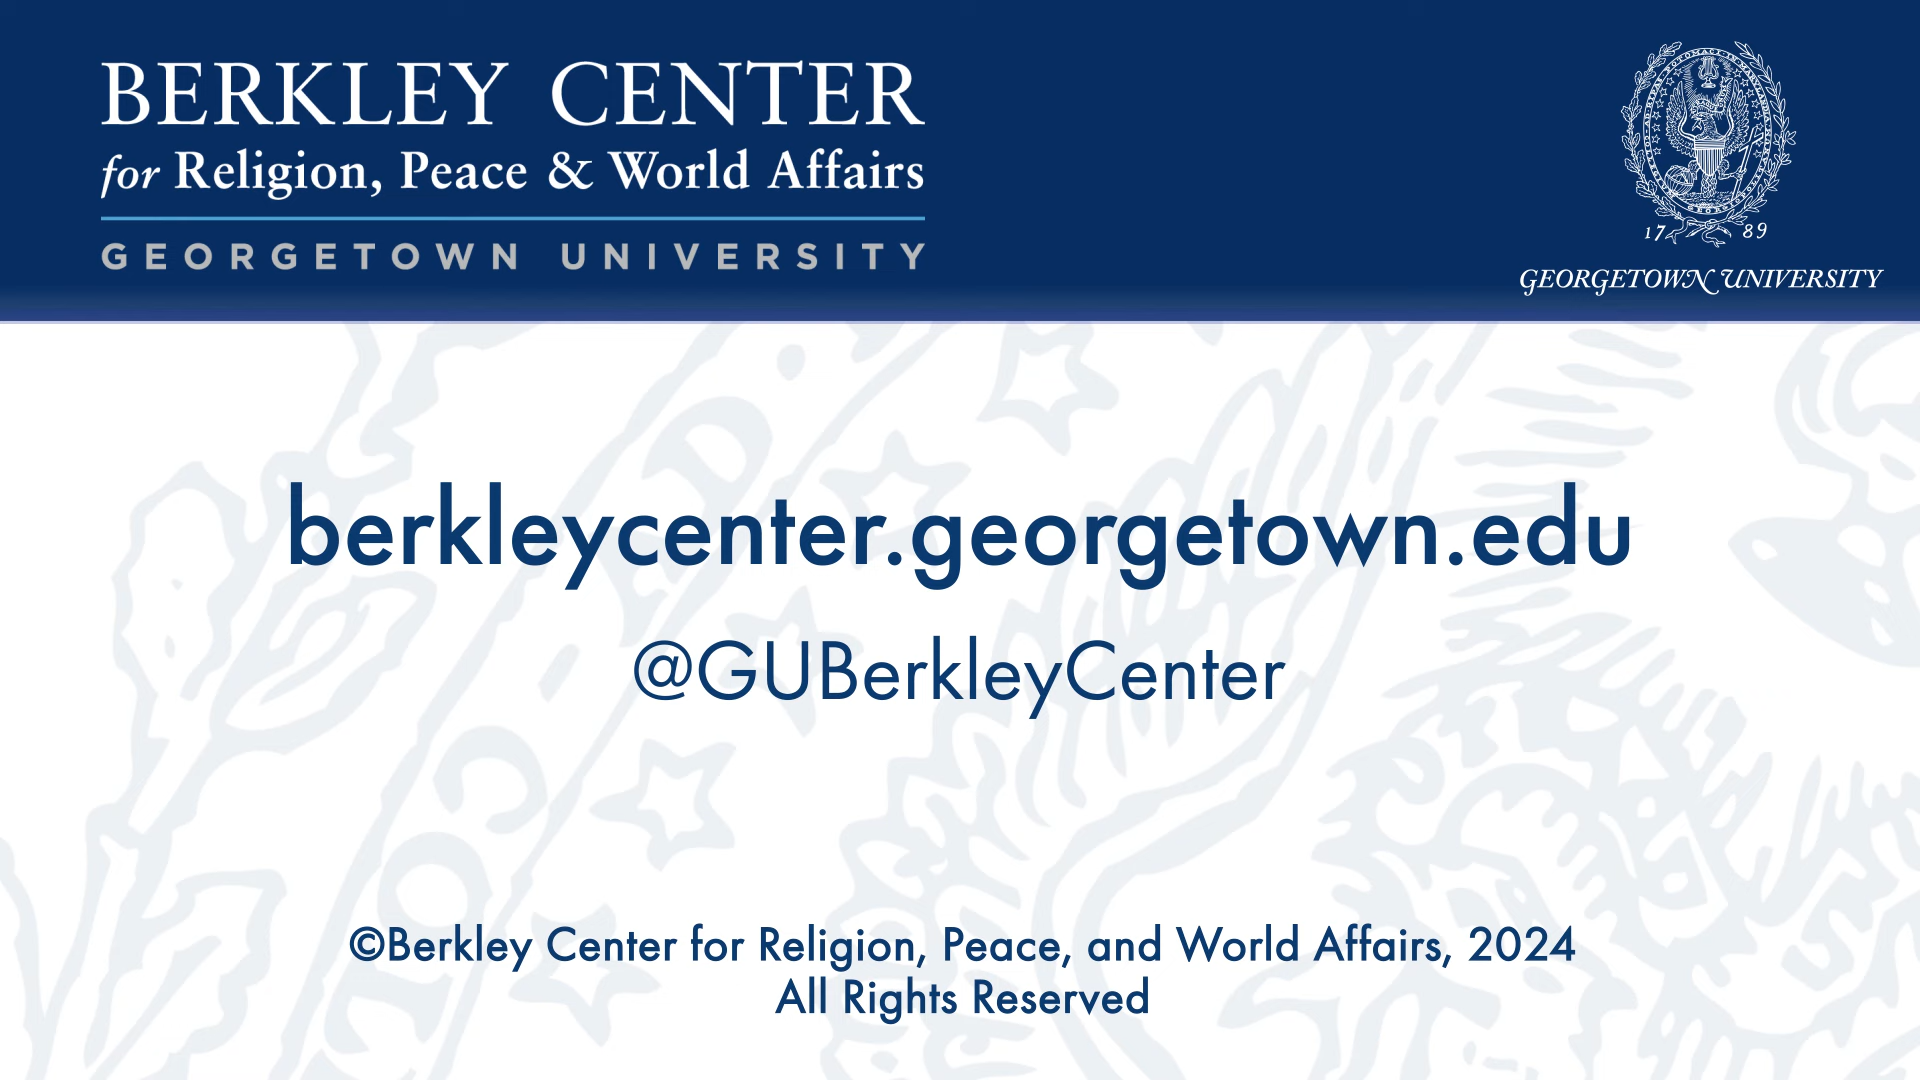 BERKLEY CENTER
for Religion, Peace & World Affairs
GEORGETOWN UNIVERSITY
17 89
GEORGETOWN UNIVERSITY
berkleycenter.georgetown.edu
@GUBerkleyCenter
©Berkley Center for Religion, Peace, and World Affairs, 2024
All Rights Reserved